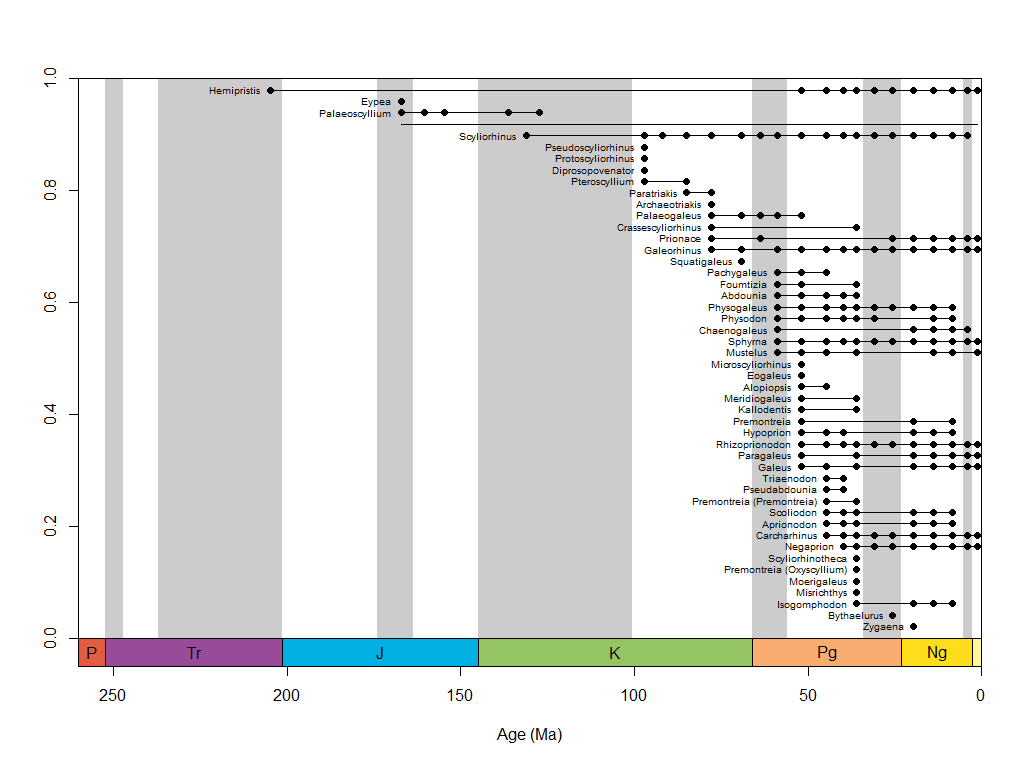 1.0
0.8
0.6
0.4
0.2
0.0
Hemipristis
Eypea
Palaeoscyllium
Scyliorhinus
Pseudoscyliorhinus
Protoscyliorhinus
Diprosopovenator
Pteroscyllium
Paratriakis
Archaeotriakis
Palaeogaleus
Crassescyliorhinus
Prionace
Galeorhinus
Squatigaleus
Pachygaleus
Foumtizia
Abdounia
Physogaleus
Physodon
Chaenogaleus
Sphyrna
Mustelus
Microscyliorhinus
Eogaleus
Alopiopsis
Meridiogaleus
Kallodentis
Premontreia
Hypoprion
Rhizoprionodon
Paragaleus
Galeus
Triaenodon
Pseudabdounia
Premontreia (Premontreia)
Scoliodon
Aprionodon
Carcharhinus
Negaprion
Scyliorhinotheca
Premontreia (Oxyscyllium)
Moerigaleus
Misrichthys
Isogomphodon
Bythaelurus
Zygaena
P Tr J K Pg Ng
250 200 150 100 50 0
Age (Ma)